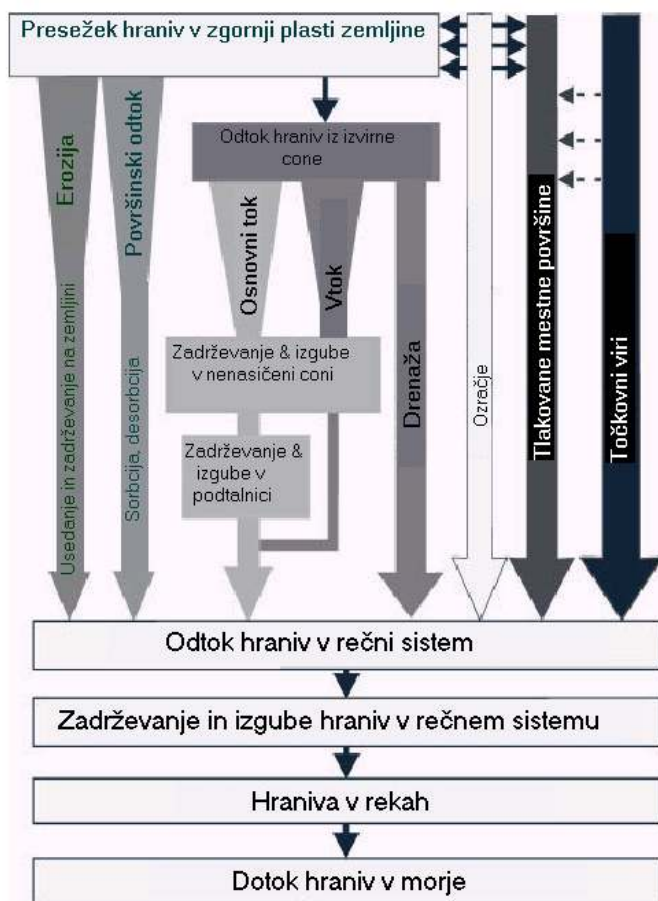 Presežek hraniv v zgornji plasti zemljine
Erozija
Usedanje in zadrževanje na zemljini
Površinski odtok
Sorbcija, desorbcija
Odtok hraniv iz izvirne
cone
Osnovni tok
Vtok
Zadrževanje & izgube
v nenasičeni coni
Zadrževanje &
izgube v
podtalnici
Drenaža
Ozračje
Tlakovane mestne površine
Točkovni viri
Odtok hraniv v rečni sistem
Zadrževanje in izgube hraniv v rečnem sistemu
Hraniva v rekah
Dotok hraniv v morje